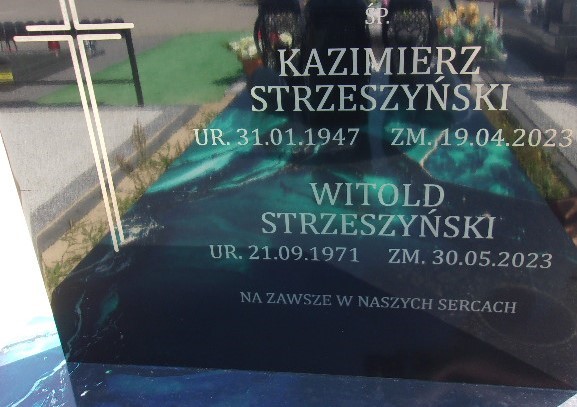 ŚP.
KAZIMIERZ
STRZESZYŃSKI
UR. 31.01.1947 ZM. 19.04.2023
WITOLD
STRZESZYŃSKI
UR. 21.09.1971 ZM. 30.05.2023
NA ZAWSZE W NASZYCH SERCACH